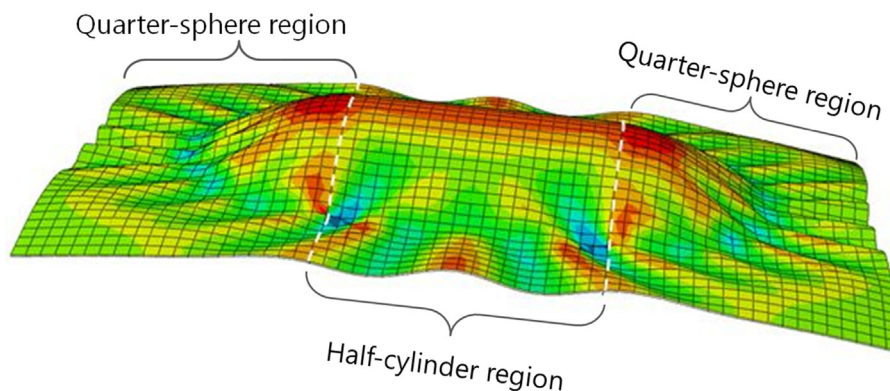 Quarter-sphere region
Quarter-sphere
region
Half-cylinder region